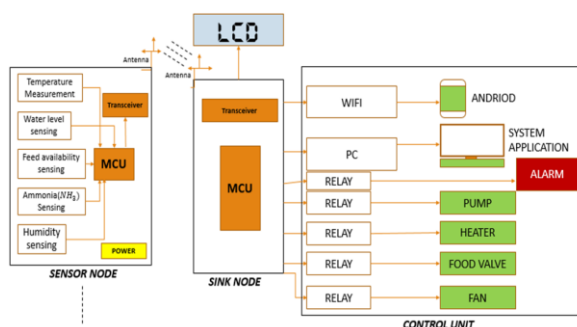 LCD
Antenna
Antenna
Temperature
Measurement
Transceiver
Water level
sensing
Feed availability
sensing
MCU
Ammonia(NH3)
Sensing
Humidity
sensing
POWER
SENSOR NODE
Transceiver
MCU
SINK NODE
WIFI
ANDRIOD
PC
SYSTEM
APPLICATION
RELAY
ALARM
RELAY
PUMP
RELAY
HEATER
RELAY
FOOD VALVE
RELAY
FAN
CONTROL UNIT